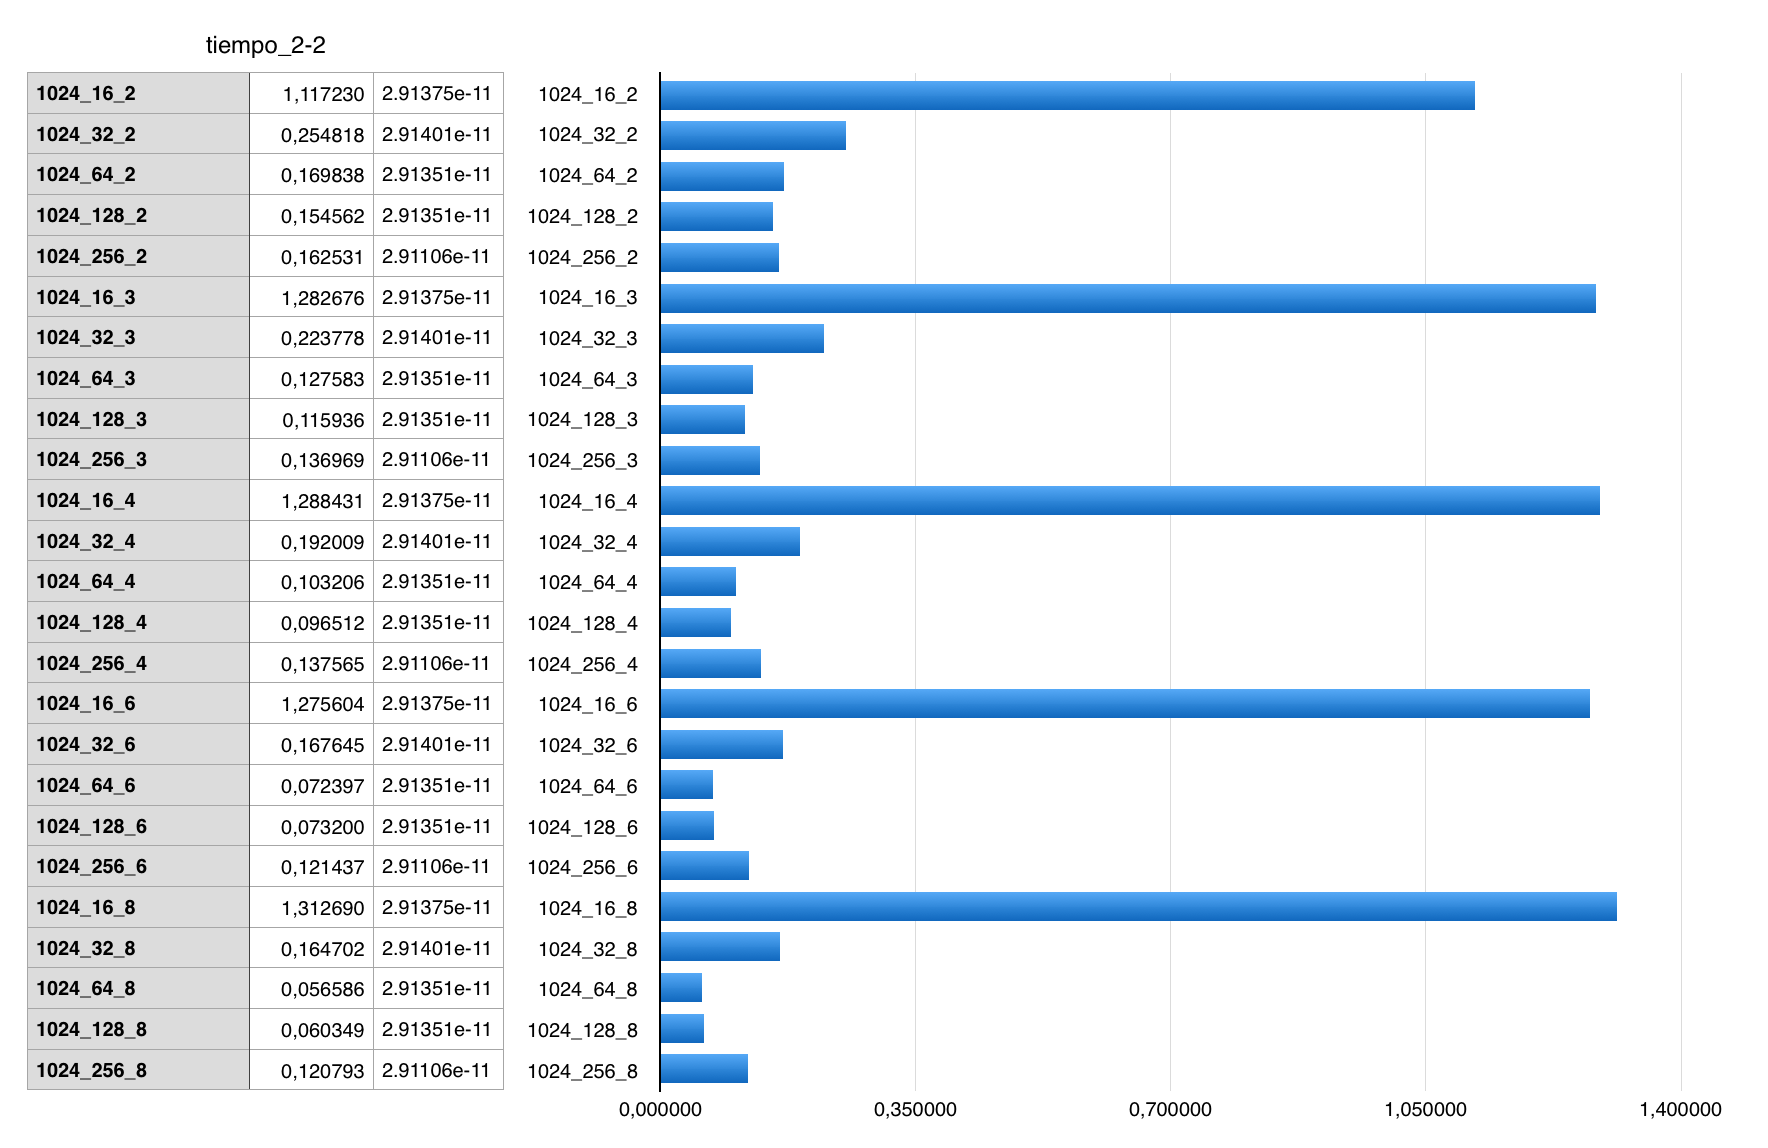 tiempo_2-2
1024_16_2 1,117230 2.91375e-11
1024_32_2 0,254818 2.91401e-11
1024_64_2 0,169838 2.91351e-11
1024_128_2 0,154562 2.91351e-11
1024_256_2 0,162531 2.91106e-11
1024_16_3 1,282676 2.91375e-11
1024_32_3 0,223778 2.91401e-11
1024_64_3 0,127583 2.91351e-11
1024_128_3 0,115936 2.91351e-11
1024_256_3 0,136969 2.91106e-11
1024_16_4 1,288431 2.91375e-11
1024_32_4 0,192009 2.91401e-11
1024_64_4 0,103206 2.91351e-11
1024_128_4 0,096512 2.91351e-11
1024_256_4 0,137565 2.91106e-11
1024_16_6 1,275604 2.91375e-11
1024_32_6 0,167645 2.91401e-11
1024_64_6 0,072397 2.91351e-11
1024_128_6 0,073200 2.91351e-11
1024_256_6 0,121437 2.91106e-11
1024_16_8 1,312690 2.91375e-11
1024_32_8 0,164702 2.91401e-11
1024_64_8 0,056586 2.91351e-11
1024_128_8 0,060349 2.91351e-11
1024_256_8 0,120793 2.91106e-11
1024_16_2
1024_32_2
1024_64_2
1024_128_2
1024_256_2
1024_16_3
1024_32_3
1024_64_3
1024_128_3
1024_256_3
1024_16_4
1024_32_4
1024_64_4
1024_128_4
1024_256_4
1024_16_6
1024_32_6
1024_64_6
1024_128_6
1024_256_6
1024_16_8
1024_32_8
1024_64_8
1024_128_8
1024_256_8
0,000000 0,350000 0,700000 1,050000 1,400000